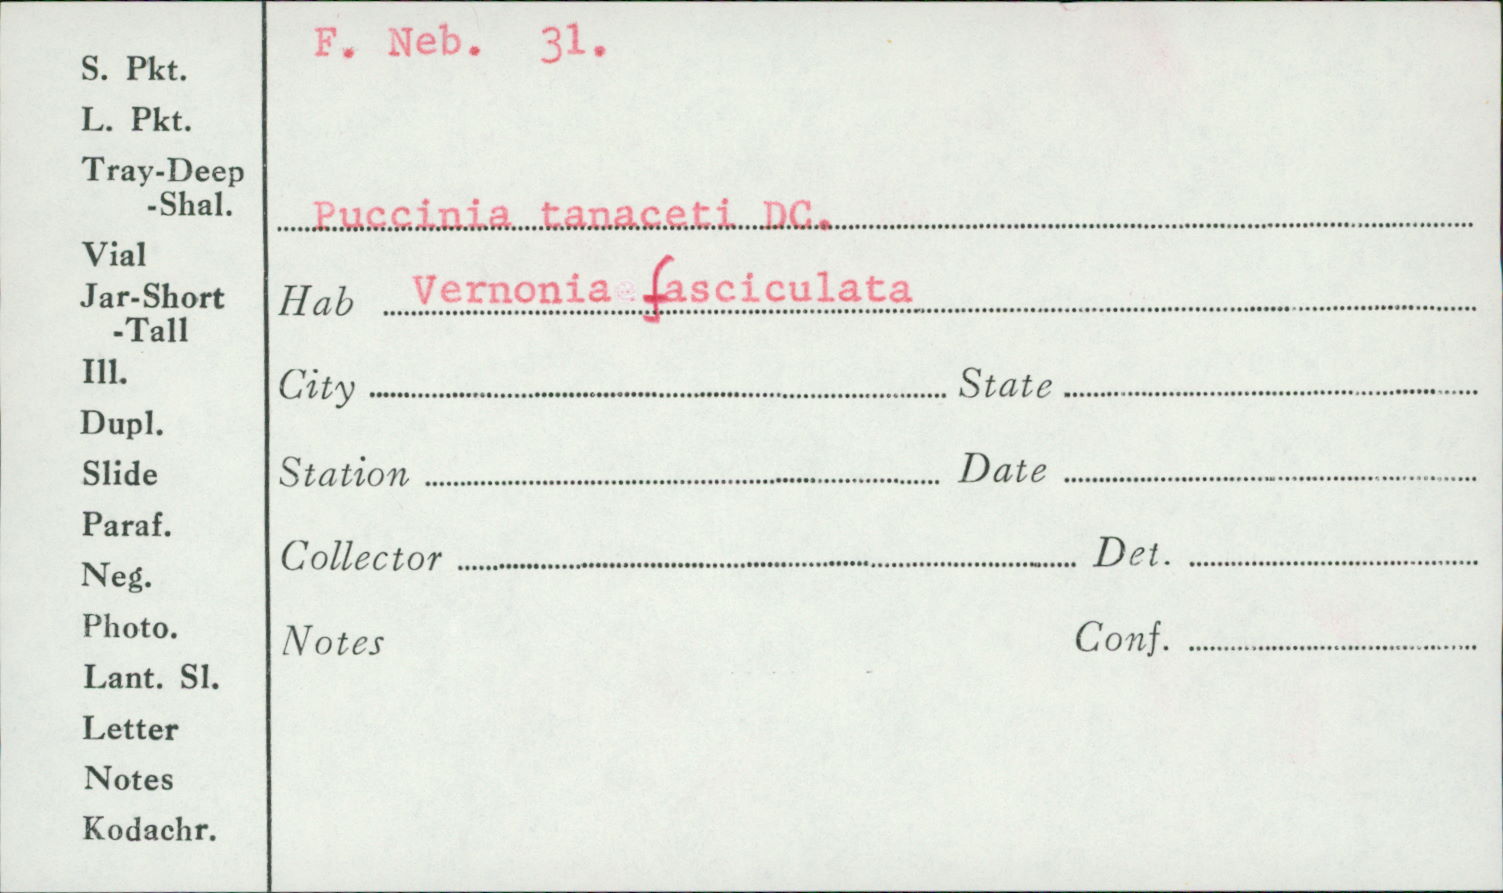 F. Neb. 31.
S. Pkt.
L. Pkt.
Tray-Deep
-Shal.
Vial
Jar-Short
-Tall
Ill.
Dupl.
Slide
Paraf.
Neg.
Photo.
Lant. Sl.
Letter
Notes
Kodachr.
Puccinia tanaceti DC.
Hab Vernonia fasciculata
City State
Station Date
Collector Det.
Notes Conf.